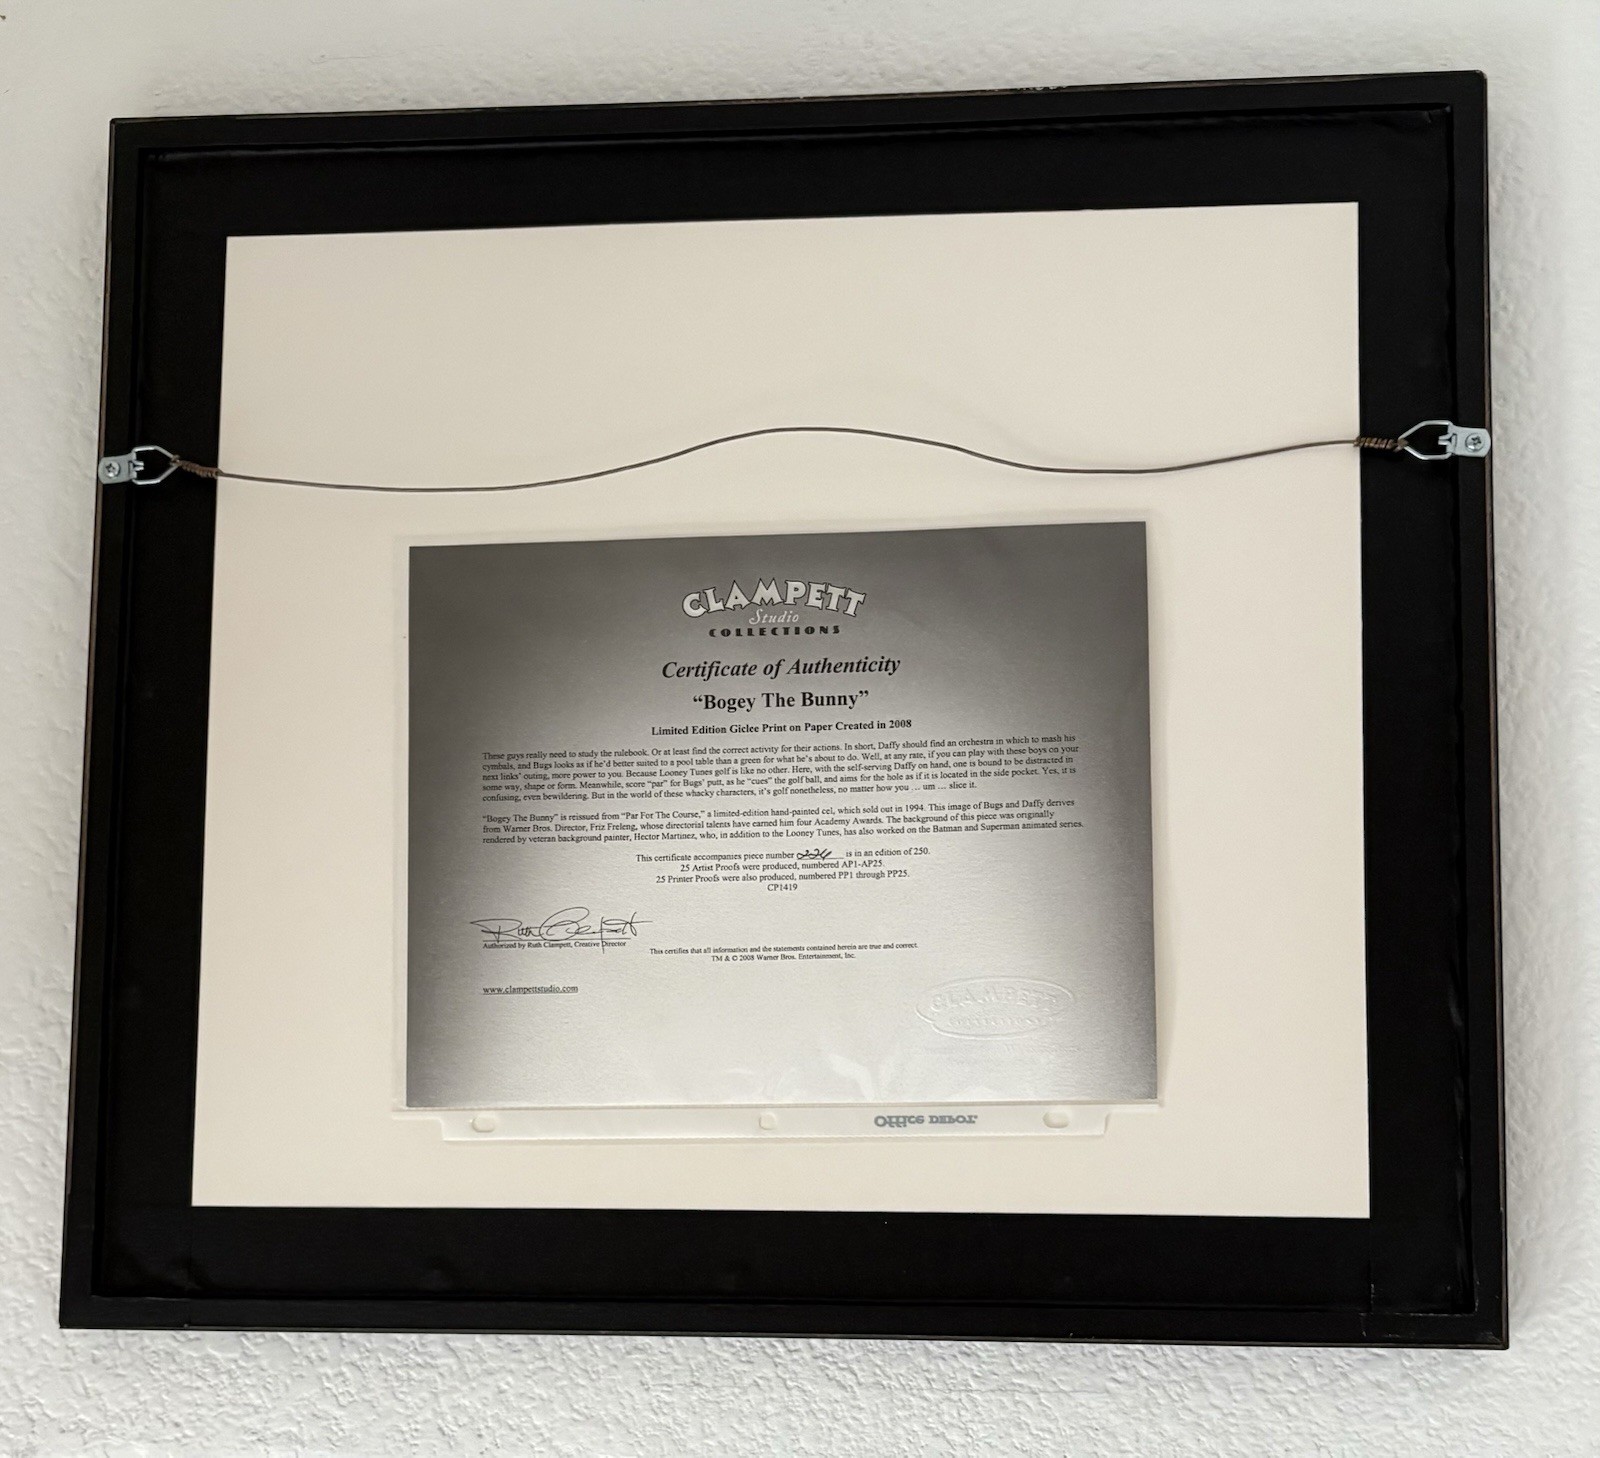 CLAMPETT
Studio
COLLECTIONS
Certificate of Authenticity
“Bogey The Bunny”
Limited Edition Giclee Print on Paper Created in 2008
These guys really need to study the rulebook. Or at least find the correct activity for their actions. In short, Daffy should find an orchestra in which to mash his
cymbals, and Bugs looks as if he’d better suited to a pool table than a green for what he’s about to do. Well, at any rate, if you can play with these boys on your
next links’ outing, more power to you. Because Looney Tunes golf is like no other. Here, with the self-serving Daffy on hand, one is bound to be distracted in
some way, shape or form. Meanwhile, score “par” for Bugs’ putt, as he “cues” the golf ball, and aims for the hole as if it is located in the side pocket. Yes, it is
confusing, even bewildering. But in the world of these whacky characters, it’s golf nonetheless, no matter how you ... um ... slice it.
“Bogey The Bunny” is reissued from “Par For The Course,” a limited-edition hand-painted cel, which sold out in 1994. This image of Bugs and Daffy derives
from Warner Bros. Director, Friz Freleng, whose directorial talents have earned him four Academy Awards. The background of this piece was originally
rendered by veteran background painter, Hector Martinez, who, in addition to the Looney Tunes, has also worked on the Batman and Superman animated series.
This certificate accompanies piece number 224 is in an edition of 250.
25 Artist Proofs were produced, numbered AP1-AP25.
25 Printer Proofs were also produced, numbered PP1 through PP25.
CP1419
Ruth Clampett
Authorized by Ruth Clampett, Creative Director
This certifies that all information and the statements contained herein are true and correct.
TM & © 2008 Warner Bros. Entertainment, Inc.
www.clampettstudio.com
CLAMPETT
COLLECTIONS
Office DEPOT